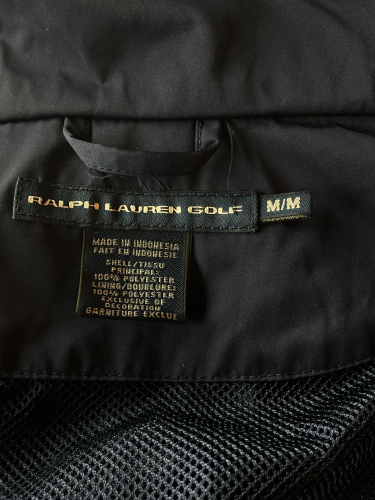 RALPH LAUREN GOLF
M/M
MADE IN INDONESIA
FAIT EN INDONESIE
SHELL/TISSU
PRINCIPAL:
100% POLYESTER
LINING/DOUBLURE:
100% POLYESTER
EXCLUSIVE OF
DECORATION
GARNITURE EXCLUE